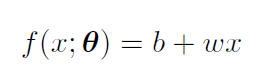 f(x; θ) = b + wx